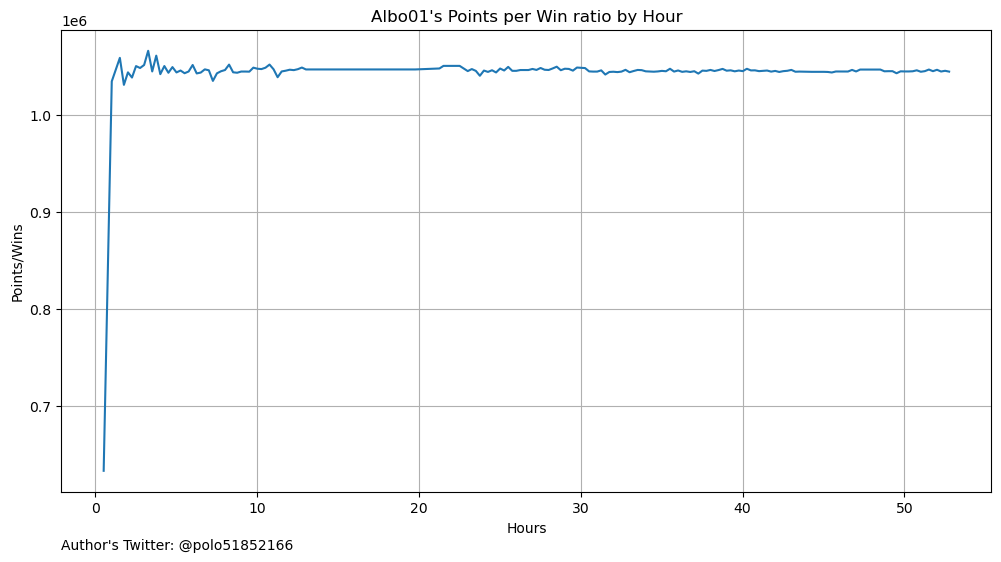 Albo01's Points per Win ratio by Hour
1e6
1.0
0.9
0.8
0.7
Points/Wins
0 10 20 30 40 50
Hours
Author's Twitter: @polo51852166